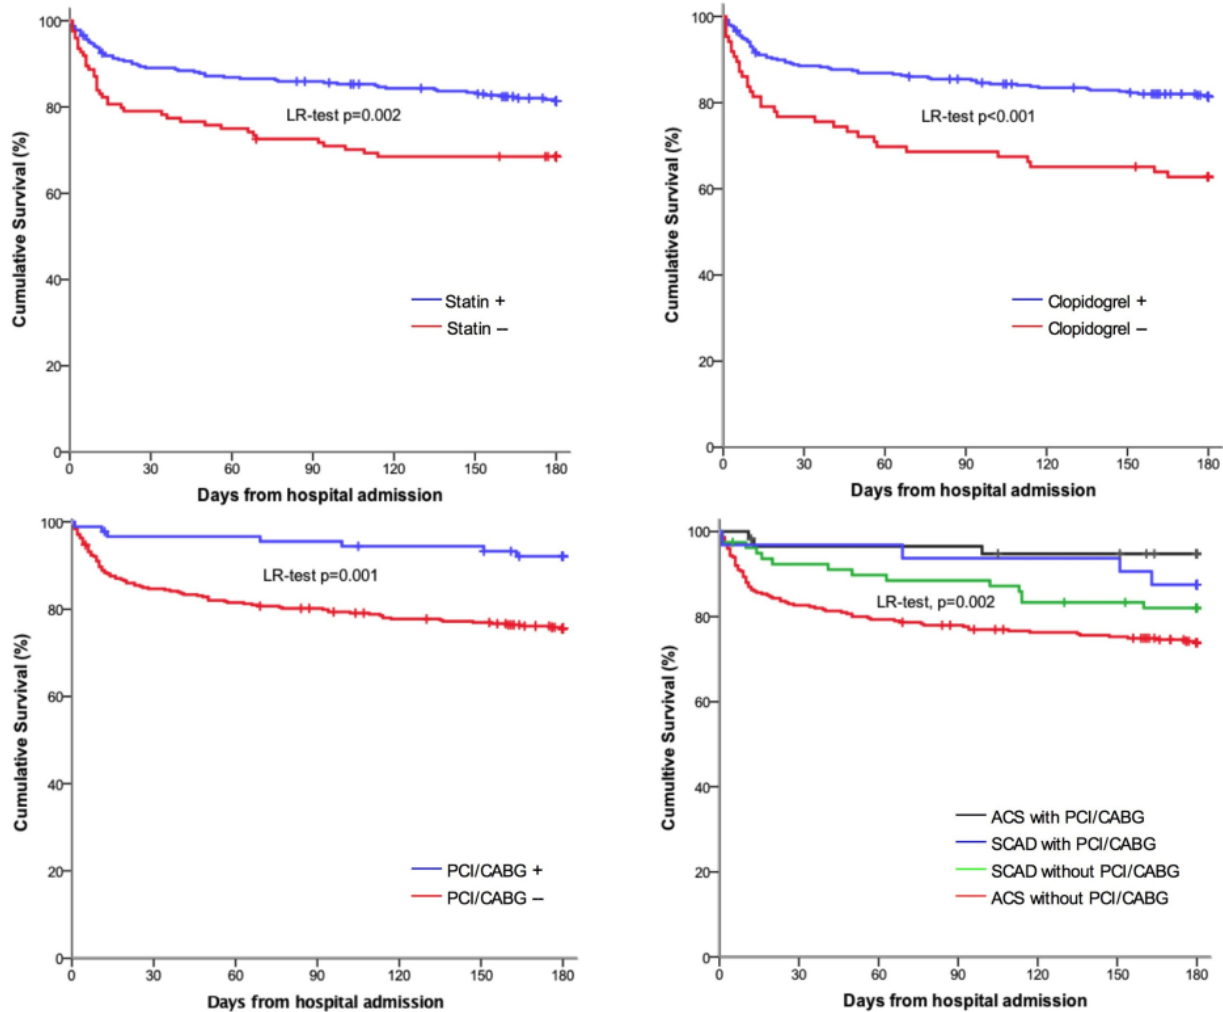 100
80
60
40
20
0
Cumulative Survival (%)
LR-test p=0.002
Statin +
Statin –
0 30 60 90 120 150 180
Days from hospital admission
100
80
60
40
20
0
Cumulative Survival (%)
LR-test p<0.001
Clopidogrel +
Clopidogrel –
0 30 60 90 120 150 180
Days from hospital admission
100
80
60
40
20
0
Cumulative Survival (%)
LR-test p=0.001
PCI/CABG +
PCI/CABG –
0 30 60 90 120 150 180
Days from hospital admission
100
80
60
40
20
0
Cumultive Survival (%)
LR-test, p=0.002
ACS with PCI/CABG
SCAD with PCI/CABG
SCAD without PCI/CABG
ACS without PCI/CABG
0 30 60 90 120 150 180
Days from hospital admission